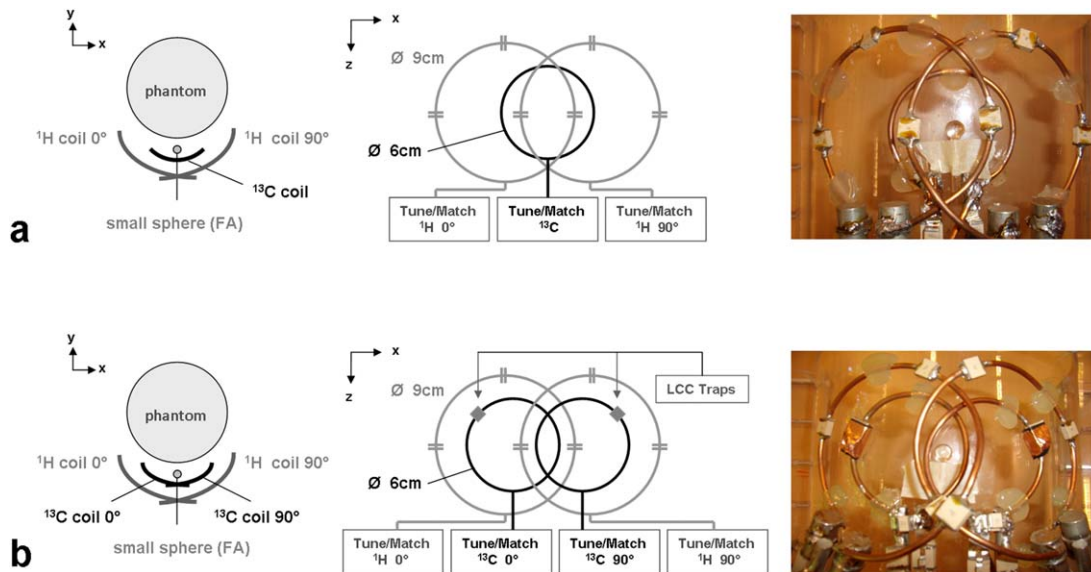 y
x
phantom
¹H coil 0°
¹H coil 90°
¹³C coil
small sphere (FA)
a
x
z
Ø 9cm
Ø 6cm
Tune/Match
¹H 0°
Tune/Match
¹³C
Tune/Match
¹H 90°
y
x
phantom
¹H coil 0°
¹H coil 90°
¹³C coil 0°
¹³C coil 90°
small sphere (FA)
b
x
z
LCC Traps
Ø 9cm
Ø 6cm
Tune/Match
¹H 0°
Tune/Match
¹³C 0°
Tune/Match
¹³C 90°
Tune/Match
¹H 90°